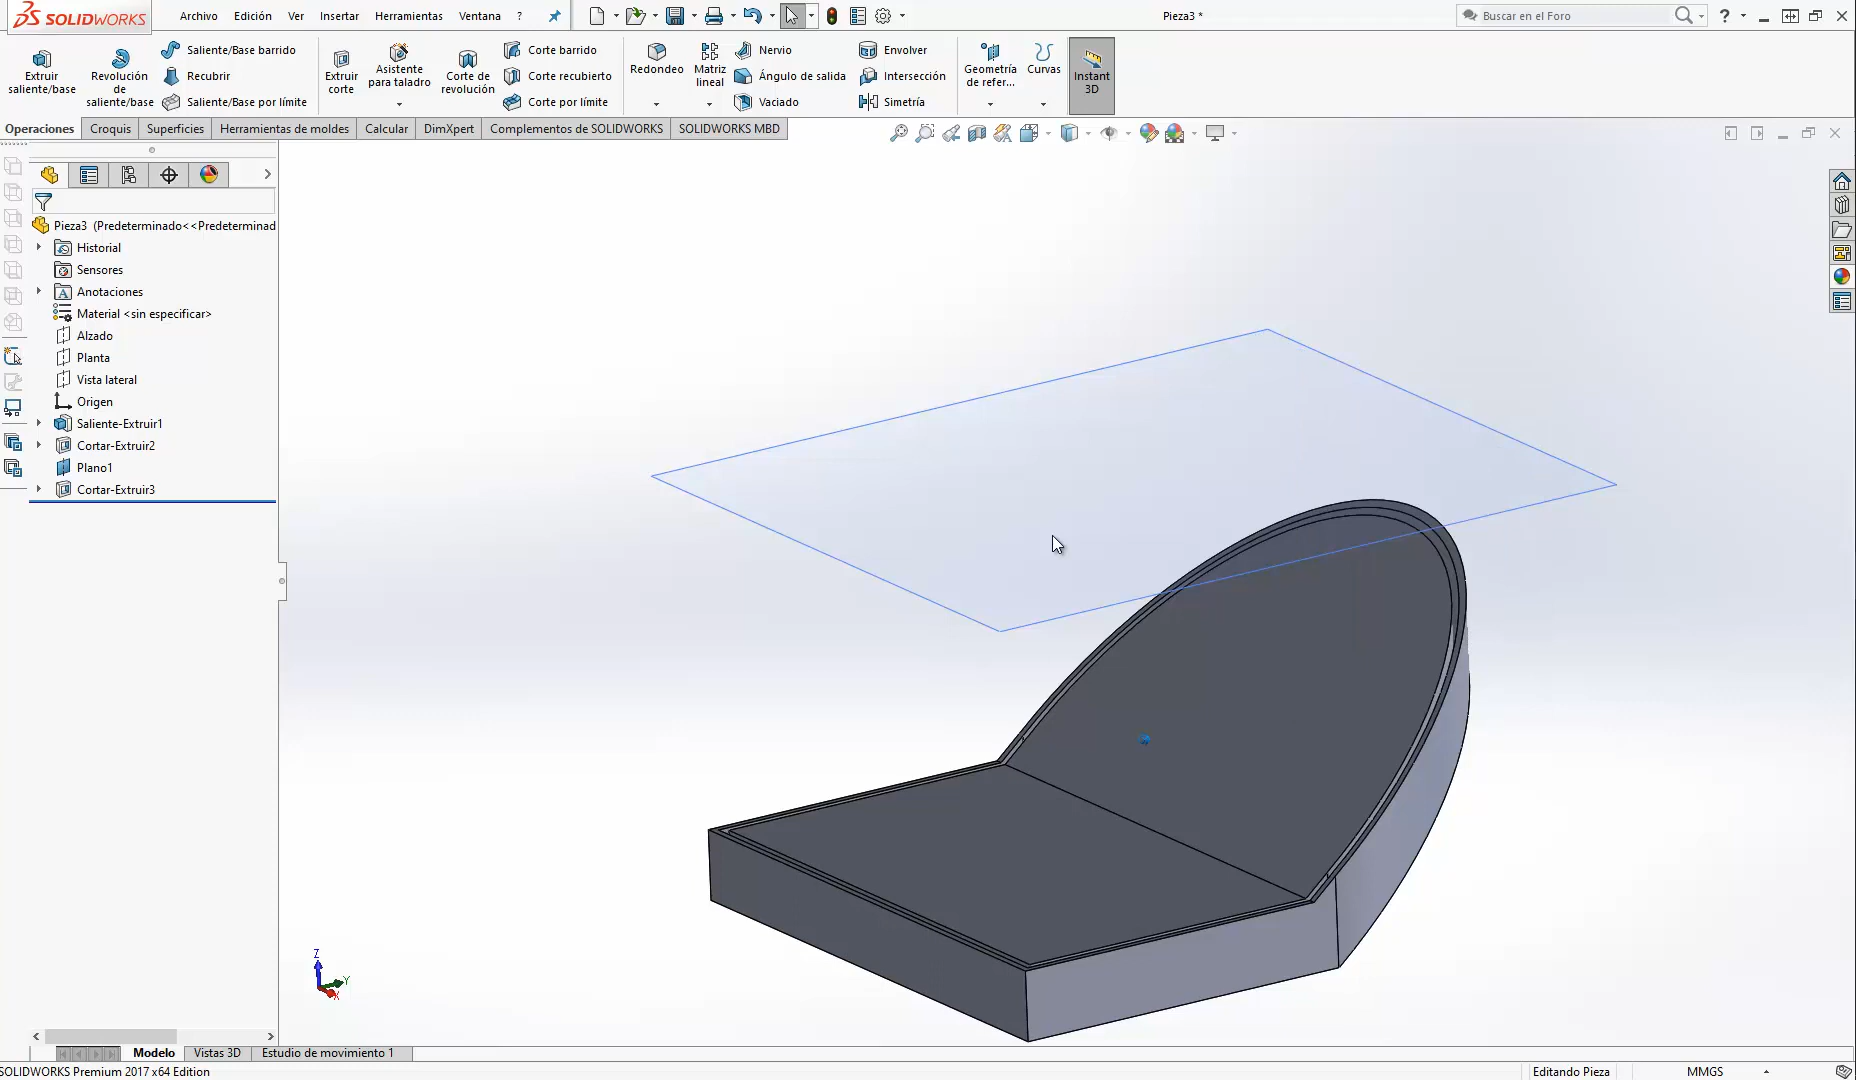 SOLIDWORKS
Archivo Edición Ver Insertar Herramientas Ventana ?
Pieza3 *
Buscar en el Foro
?
Extruir saliente/base
Revolución de saliente/base
Saliente/Base barrido
Recubrir
Saliente/Base por límite
Extruir corte
Asistente para taladro
Corte de revolución
Corte barrido
Corte recubierto
Corte por límite
Redondeo
Matriz lineal
Nervio
Ángulo de salida
Vaciado
Envolver
Intersección
Simetría
Geometría de refer...
Curvas
Instant 3D
Operaciones Croquis Superficies Herramientas de moldes Calcular DimXpert Complementos de SOLIDWORKS SOLIDWORKS MBD
Pieza3 (Predeterminado<<Predeterminad
Historial
Sensores
Anotaciones
Material <sin especificar>
Alzado
Planta
Vista lateral
Origen
Saliente-Extruir1
Cortar-Extruir2
Plano1
Cortar-Extruir3
Z
Y
X
Modelo Vistas 3D Estudio de movimiento 1
SOLIDWORKS Premium 2017 x64 Edition
Editando Pieza
MMGS